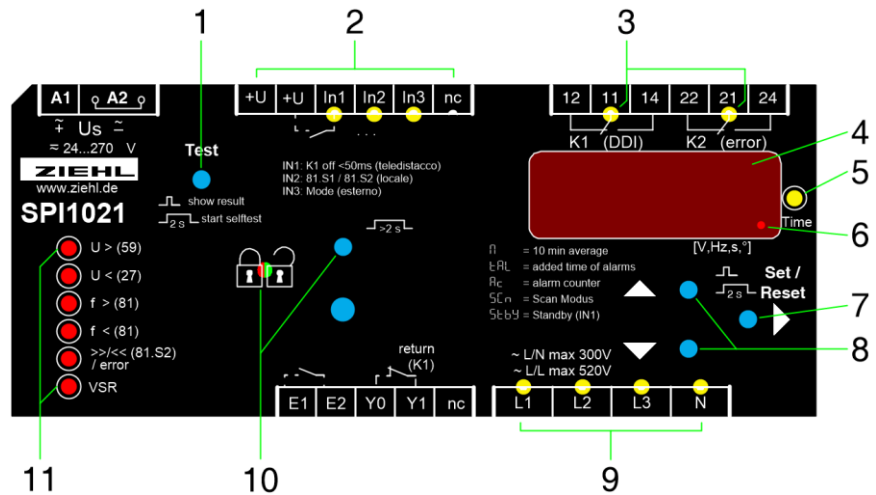 1
2
3
A1
A2
+U
+U
In1
In2
In3
nc
12
11
14
22
21
24
≂ Us ≂
+ -
≈ 24...270 V
ZIEHL
www.ziehl.de
SPI1021
Test
show result
2 s start selftest
...
IN1: K1 off <50ms (teledistacco)
IN2: 81.S1 / 81.S2 (locale)
IN3: Mode (esterno)
K1 (DDI)
K2 (error)
4
5
Time
6
[V,Hz,s,°]
>2 s
= 10 min average
tAL = added time of alarms
Ac = alarm counter
SCn = Scan Modus
Stby = Standby (IN1)
Set /
Reset
2 s
7
8
U > (59)
U < (27)
f > (81)
f < (81)
>>/<< (81.S2)
/ error
VSR
return
(K1)
~ L/N max 300V
~ L/L max 520V
E1
E2
Y0
Y1
nc
L1
L2
L3
N
11
10
9